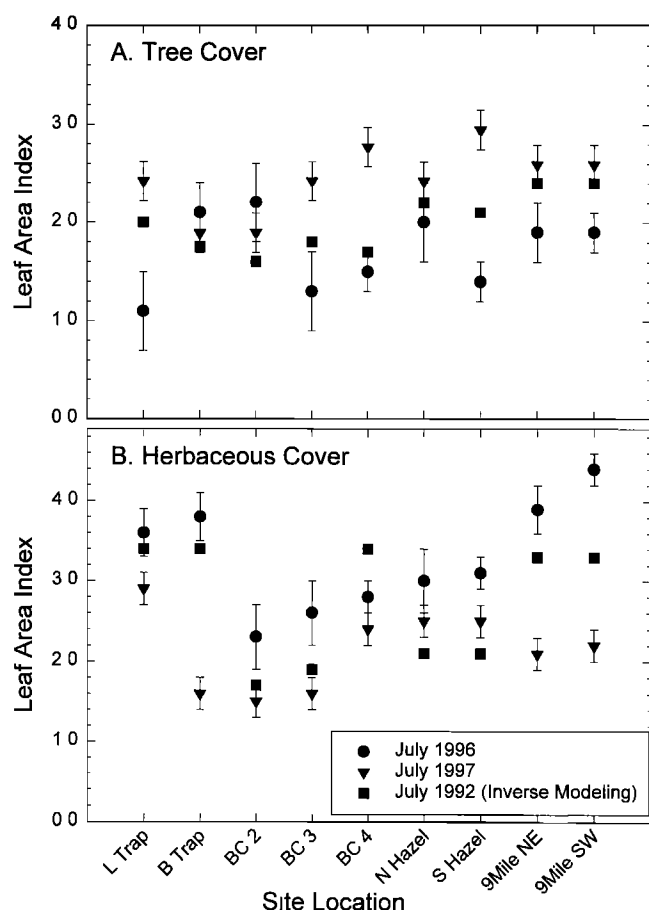 A. Tree Cover
Leaf Area Index
4 0
3 0
2 0
1 0
0 0
B. Herbaceous Cover
Leaf Area Index
4 0
3 0
2 0
1 0
0 0
July 1996
July 1997
July 1992 (Inverse Modeling)
L Trap
B Trap
BC 2
BC 3
BC 4
N Hazel
S Hazel
9Mile NE
9Mile SW
Site Location